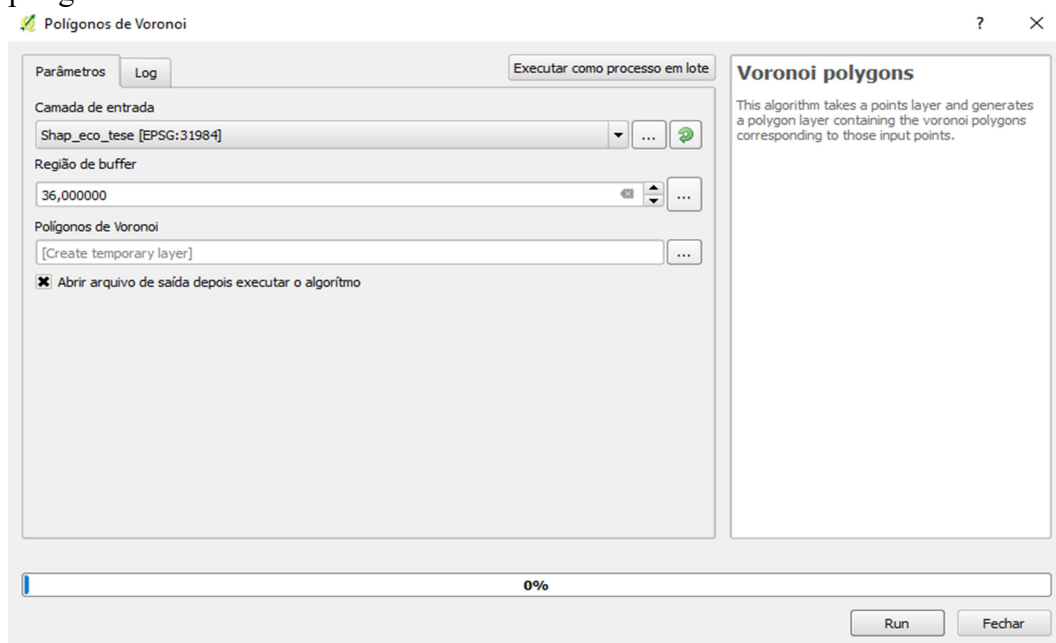 Polígonos de Voronoi
?
Parâmetros
Log
Executar como processo em lote
Camada de entrada
Shap_eco_tese [EPSG:31984]
...
Região de buffer
36,000000
...
Polígonos de Voronoi
[Create temporary layer]
...
Abrir arquivo de saída depois executar o algorítmo
Voronoi polygons
This algorithm takes a points layer and generates
a polygon layer containing the voronoi polygons
corresponding to those input points.
0%
Run
Fechar